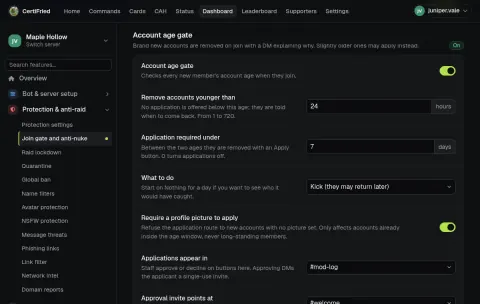 CertiFried
Home
Commands
Cards
CAH
Status
Dashboard
Leaderboard
Supporters
Settings
JV
juniper.vale
JV
Maple Hollow
Switch server
Search features...
Overview
Bot & server setup
Protection & anti-raid
Protection settings
Join gate and anti-nuke
Raid lockdown
Quarantine
Global ban
Name filters
Avatar protection
NSFW protection
Message threats
Phishing links
Link filter
Network intel
Domain reports
Account age gate
Brand new accounts are removed on join with a DM explaining why. Slightly older ones may apply instead.
On
Account age gate
Checks every new member's account age when they join.
Remove accounts younger than
No application is offered below this age; they are told
when to come back. From 1 to 720.
24
hours
Application required under
Between the two ages they are removed with an Apply
button. 0 turns applications off.
7
days
What to do
Start on
for a day if you want to see who it
would have caught.
Kick (they may return later)
Require a profile picture to apply
Refuse the application route to new accounts with no picture set. Only affects accounts already
inside the age window, never long-standing members.
Applications appear in
Staff approve or decline on buttons here. Approving DMs
the applicant a single-use invite.
#mod-log
Approval invite points at
#welcome